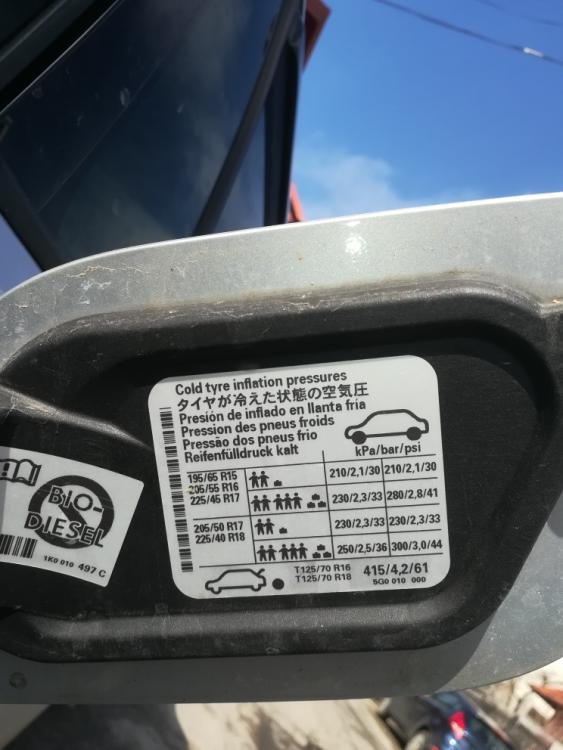 Cold tyre inflation pressures
タイヤが冷えた状態の空気圧
Presión de inflado en llanta fria
Pression des pneus froids
Pressão dos pneus frio
Reifenfülldruck kalt
kPa/bar/psi
195/65 R15
205/55 R16
225/45 R17
210/2,1/30 210/2,1/30
230/2,3/33 280/2,8/41
205/50 R17
225/40 R18
230/2,3/33 230/2,3/33
250/2,5/36 300/3,0/44
T125/70 R16
T125/70 R18
415/4,2/61
5G0 010 000
BIO-
DIESEL
1K0 010 497 C